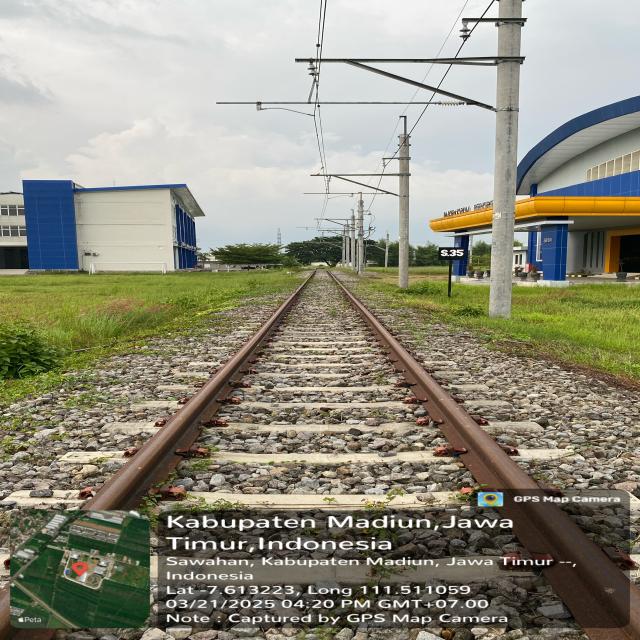 S.35
GPS Map Camera
Kabupaten Madiun,Jawa
Timur,Indonesia
Sawahan, Kabupaten Madiun, Jawa Timur --,
Indonesia
Lat -7.613223, Long 111.511059
03/21/2025 04:20 PM GMT+07.00
Note : Captured by GPS Map Camera
Peta